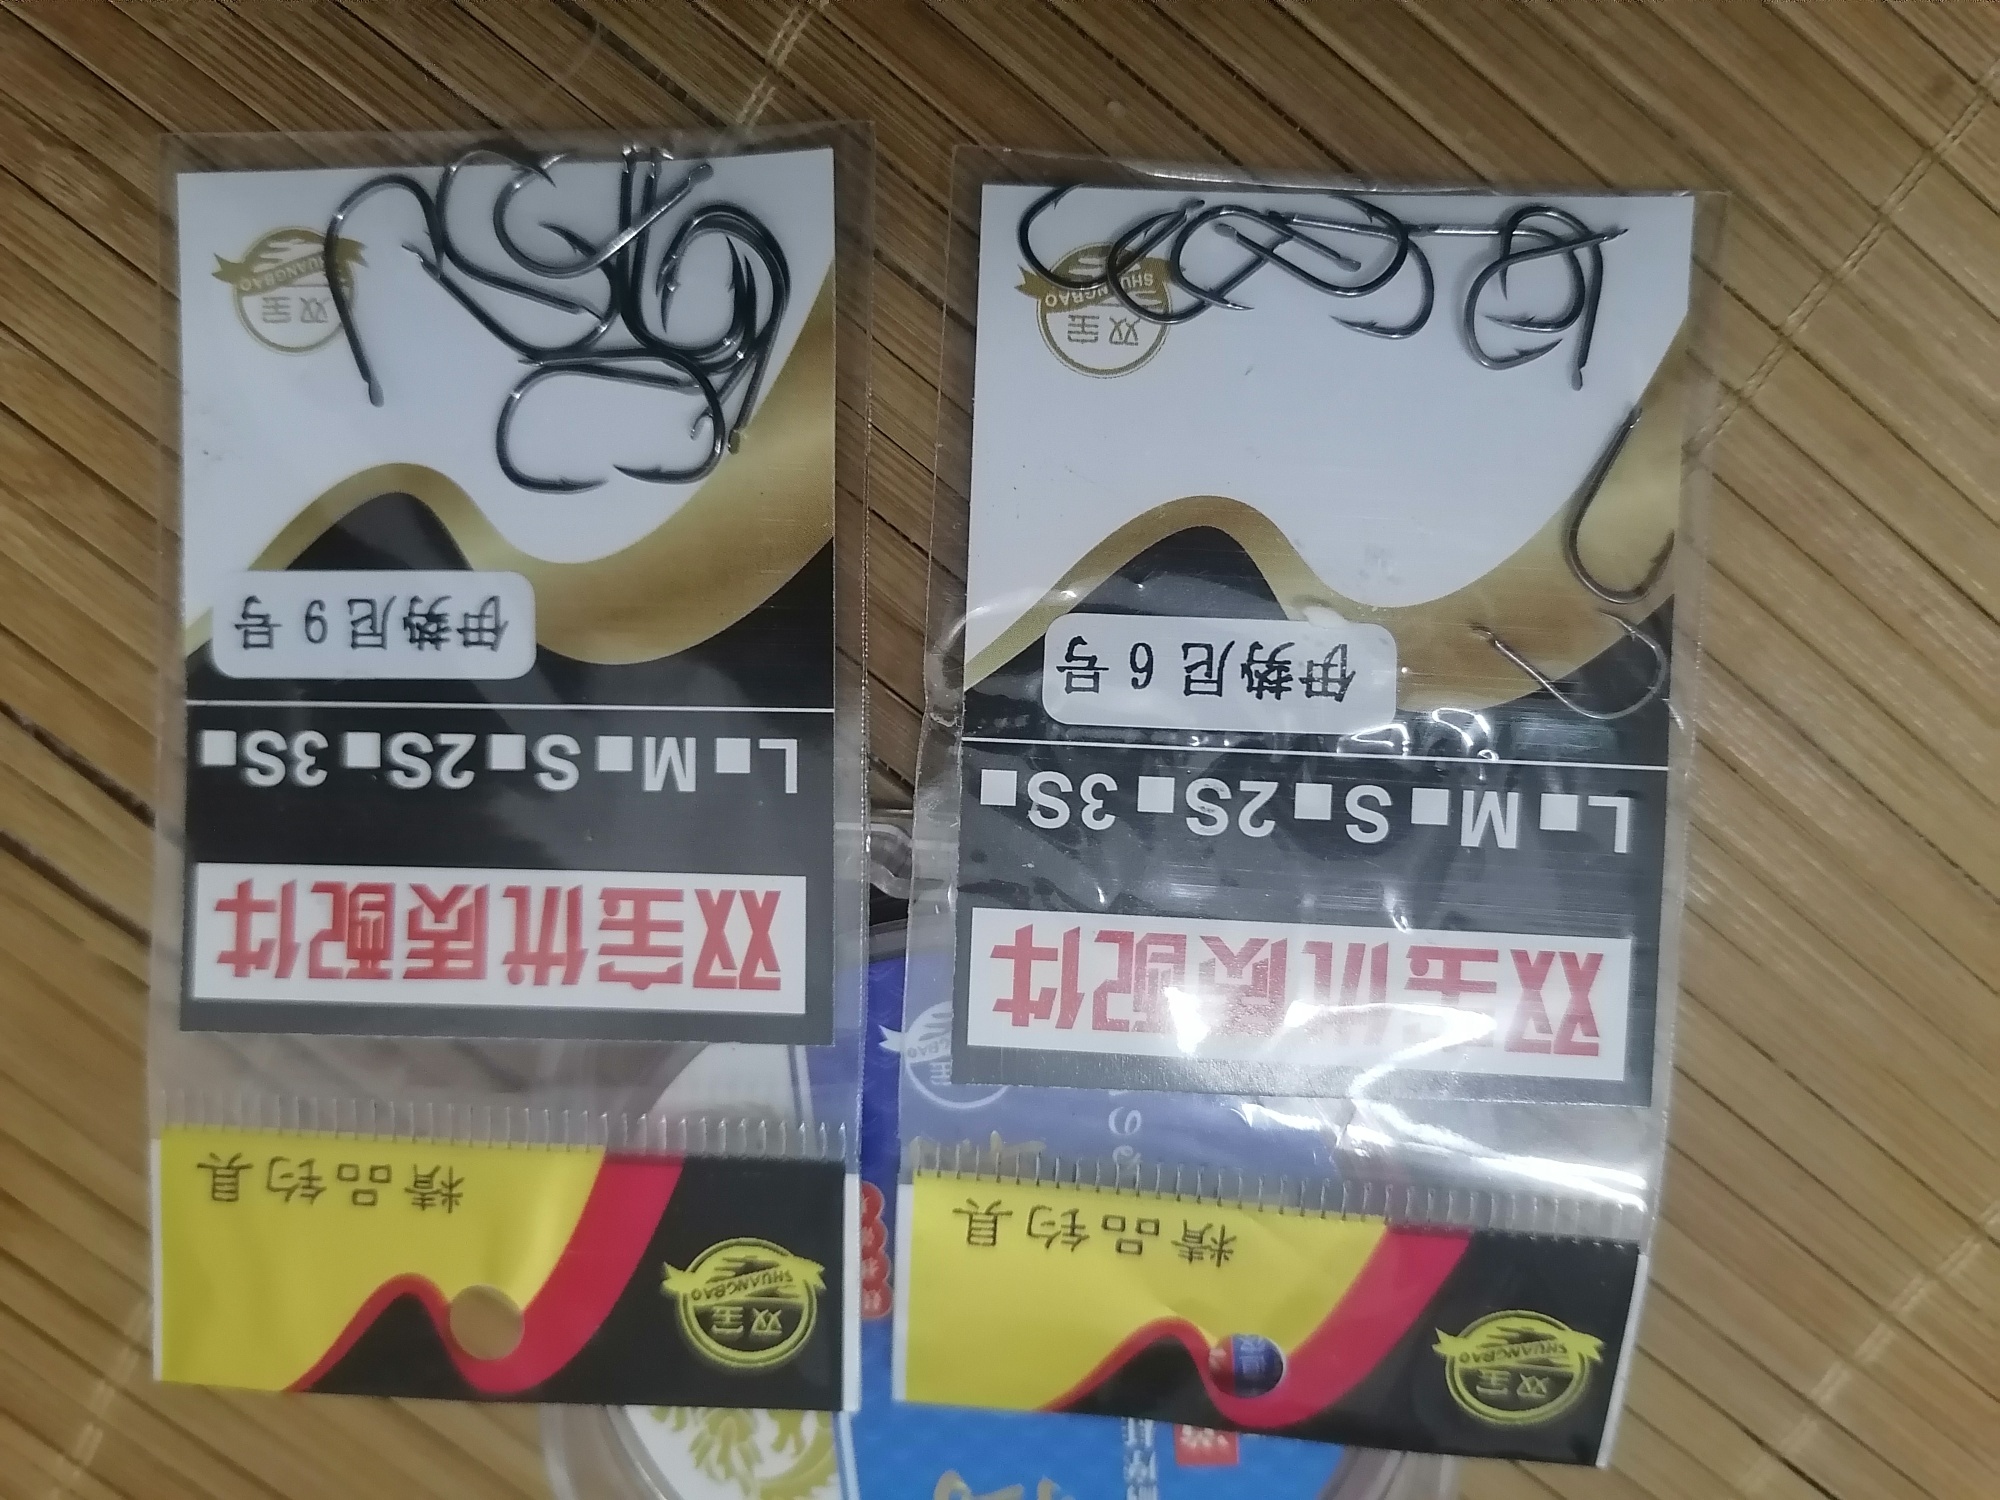 双宝
SHUANGBAO
精品钓具
双宝优质配件
L■ M■ S■ 2S■ 3S■
伊势尼 6 号
双宝
SHUANGBAO
双宝
SHUANGBAO
精品钓具
双宝优质配件
L■ M■ S■ 2S■ 3S■
伊势尼 9 号
双宝
SHUANGBAO